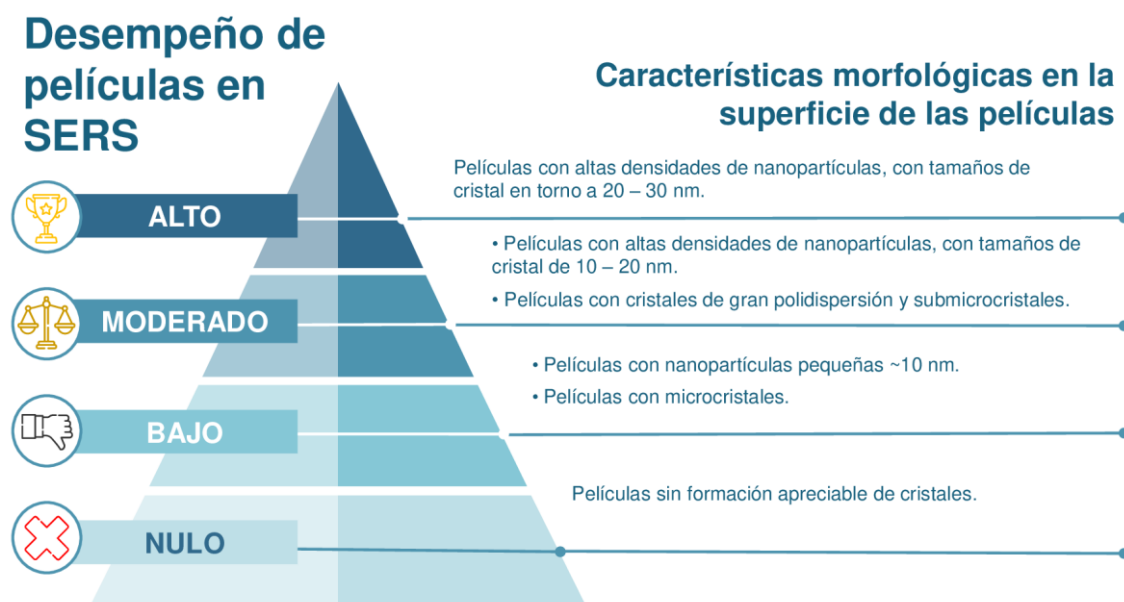 Desempeño de
películas en
SERS
Características morfológicas en la
superficie de las películas
ALTO
Películas con altas densidades de nanopartículas, con tamaños de
cristal en torno a 20 – 30 nm.
MODERADO
• Películas con altas densidades de nanopartículas, con tamaños de
cristal de 10 – 20 nm.
• Películas con cristales de gran polidispersión y submicrocristales.
BAJO
• Películas con nanopartículas pequeñas ~10 nm.
• Películas con microcristales.
NULO
Películas sin formación apreciable de cristales.